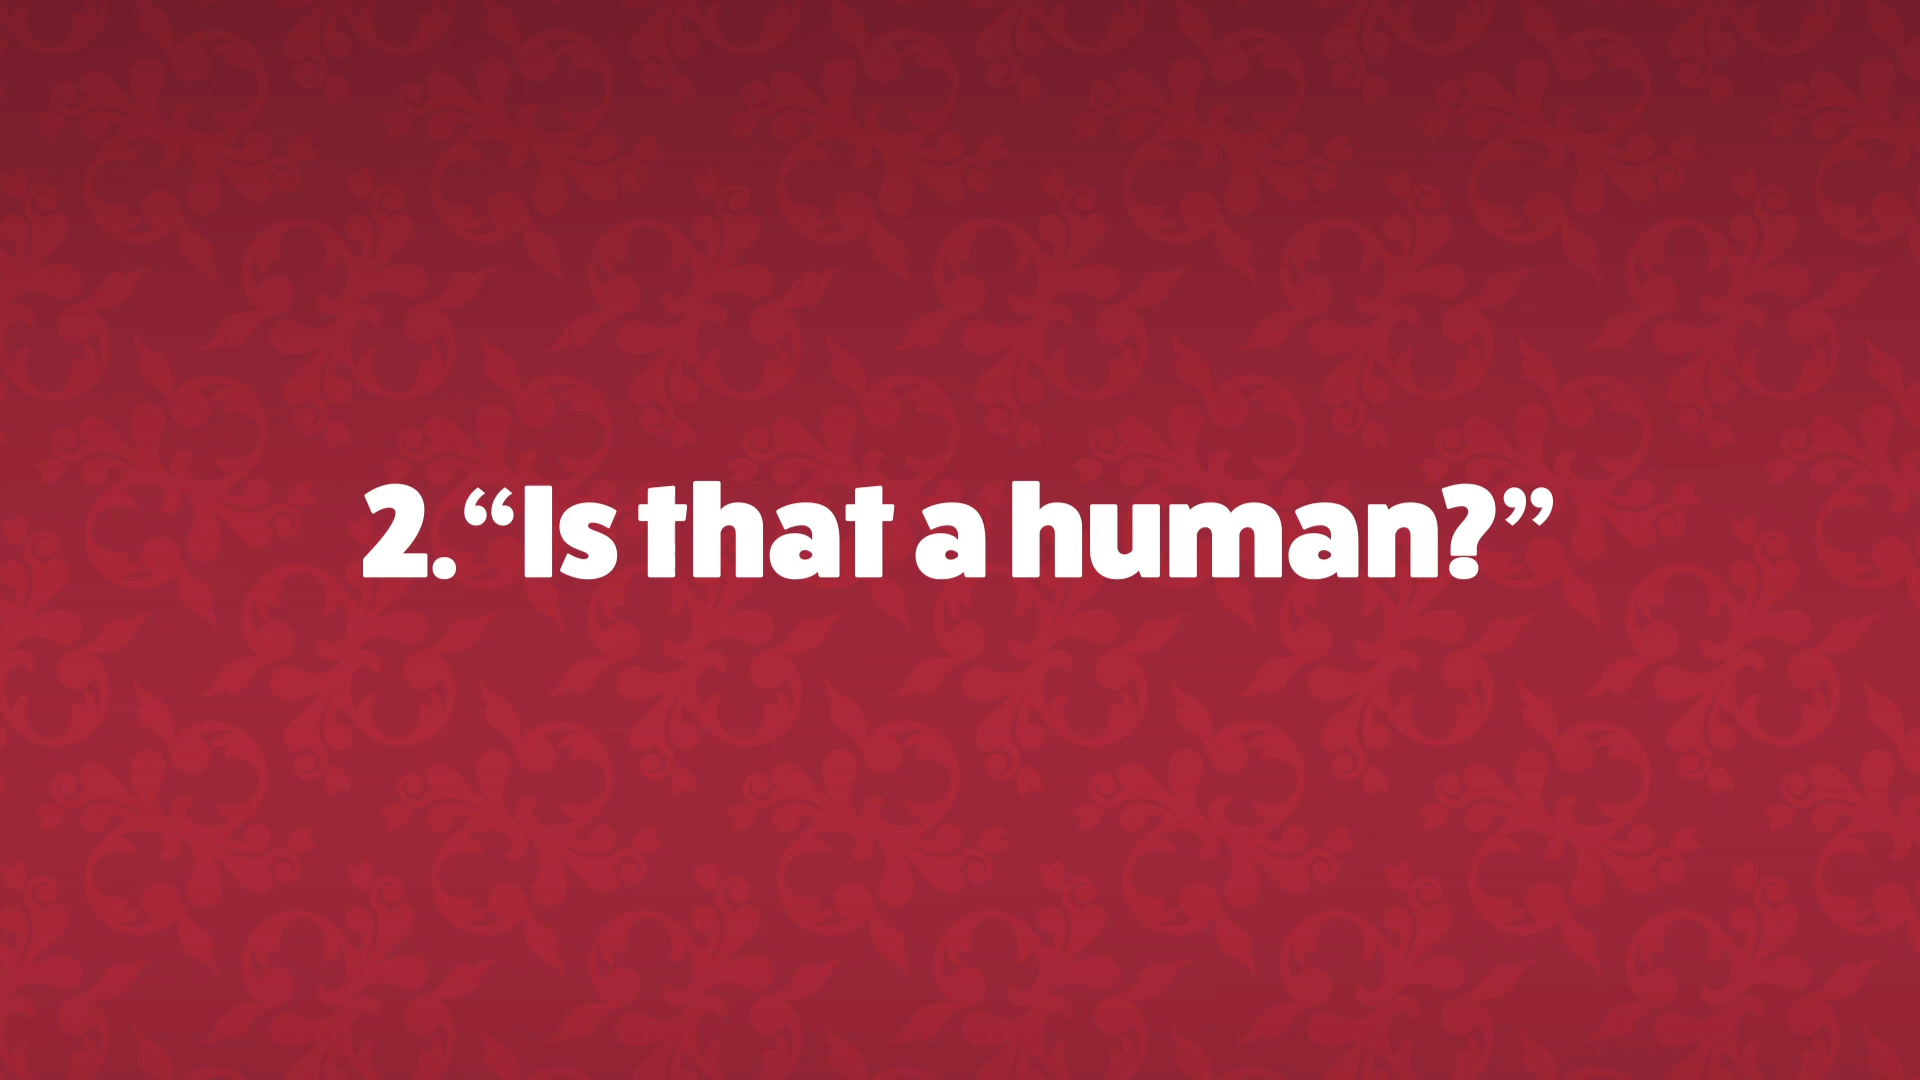 2. “Is that a human?”